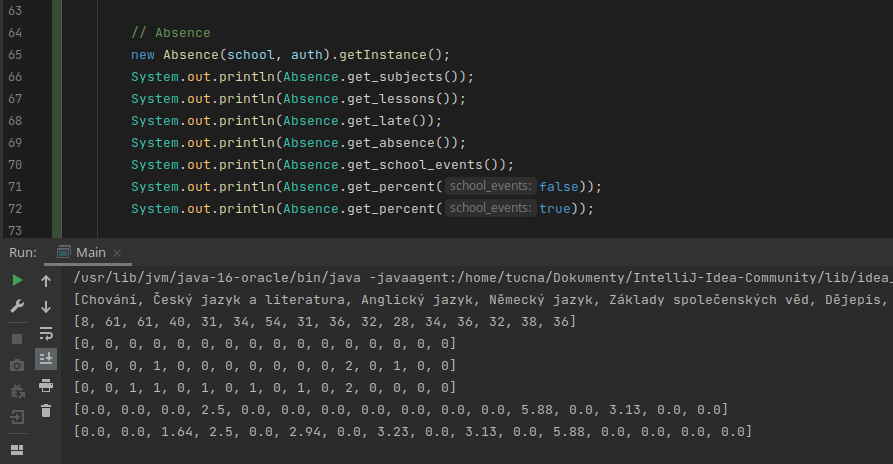 63
64 // Absence
65 new Absence(school, auth).getInstance();
66 System.out.println(Absence.get_subjects());
67 System.out.println(Absence.get_lessons());
68 System.out.println(Absence.get_late());
69 System.out.println(Absence.get_absence());
70 System.out.println(Absence.get_school_events());
71 System.out.println(Absence.get_percent( school_events: false));
72 System.out.println(Absence.get_percent( school_events: true));
73
Run: Main ×
/usr/lib/jvm/java-16-oracle/bin/java -javaagent:/home/tucna/Dokumenty/IntelliJ-Idea-Community/lib/idea_
[Chování, Český jazyk a literatura, Anglický jazyk, Německý jazyk, Základy společenských věd, Dějepis,
[8, 61, 61, 40, 31, 34, 54, 31, 36, 32, 28, 34, 36, 32, 38, 36]
[0, 0, 0, 0, 0, 0, 0, 0, 0, 0, 0, 0, 0, 0, 0, 0]
[0, 0, 0, 1, 0, 0, 0, 0, 0, 0, 0, 2, 0, 1, 0, 0]
[0, 0, 1, 1, 0, 1, 0, 1, 0, 1, 0, 2, 0, 0, 0, 0]
[0.0, 0.0, 0.0, 2.5, 0.0, 0.0, 0.0, 0.0, 0.0, 0.0, 0.0, 5.88, 0.0, 3.13, 0.0, 0.0]
[0.0, 0.0, 1.64, 2.5, 0.0, 2.94, 0.0, 3.23, 0.0, 3.13, 0.0, 5.88, 0.0, 0.0, 0.0, 0.0]